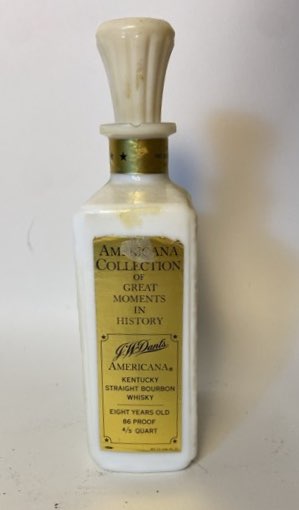 AMERICANA
COLLECTION
OF
GREAT
MOMENTS
IN
HISTORY
J.W. Dant's
AMERICANA®
KENTUCKY
STRAIGHT BOURBON
WHISKY
EIGHT YEARS OLD
86 PROOF
4/5 QUART